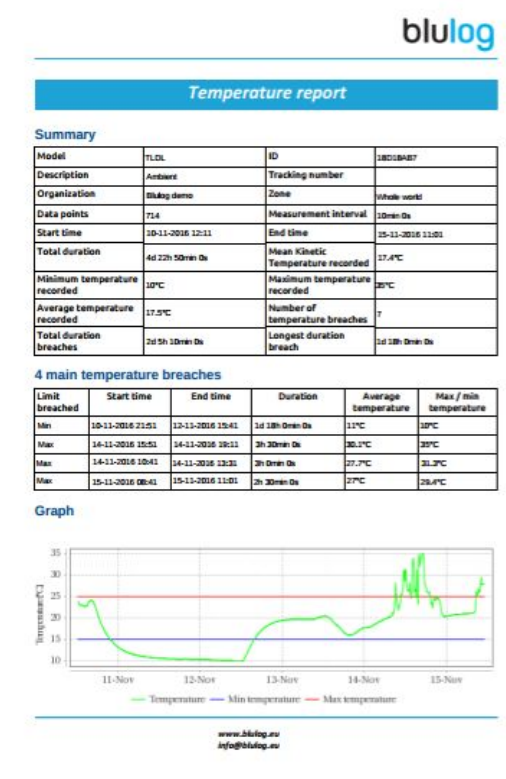 blulog
Temperature report
Summary
Model TLDL ID 18D18AB7
Description Ambient Tracking number
Organization Blulog demo Zone Whole world
Data points 714 Measurement interval 10min 0s
Start time 10-11-2016 12:11 End time 15-11-2016 11:01
Total duration 4d 22h 50min 0s Mean Kinetic
Temperature recorded 17.4°C
Minimum temperature
recorded 10°C Maximum temperature
recorded 35°C
Average temperature
recorded 17.5°C Number of
temperature breaches 7
Total duration
breaches 2d 5h 10min 0s Longest duration
breach 1d 18h 0min 0s
4 main temperature breaches
Limit
breached Start time End time Duration Average
temperature Max / min
temperature
Min 10-11-2016 21:51 12-11-2016 15:41 1d 18h 0min 0s 11°C 10°C
Max 14-11-2016 15:51 14-11-2016 19:11 3h 30min 0s 30.1°C 35°C
Max 14-11-2016 10:41 14-11-2016 13:31 3h 0min 0s 27.7°C 31.3°C
Max 15-11-2016 08:41 15-11-2016 11:01 2h 30min 0s 27°C 29.4°C
Graph
Temperature[°C]
35
30
25
20
15
10
11-Nov 12-Nov 13-Nov 14-Nov 15-Nov
Temperature Min temperature Max temperature
www.blulog.eu
info@blulog.eu